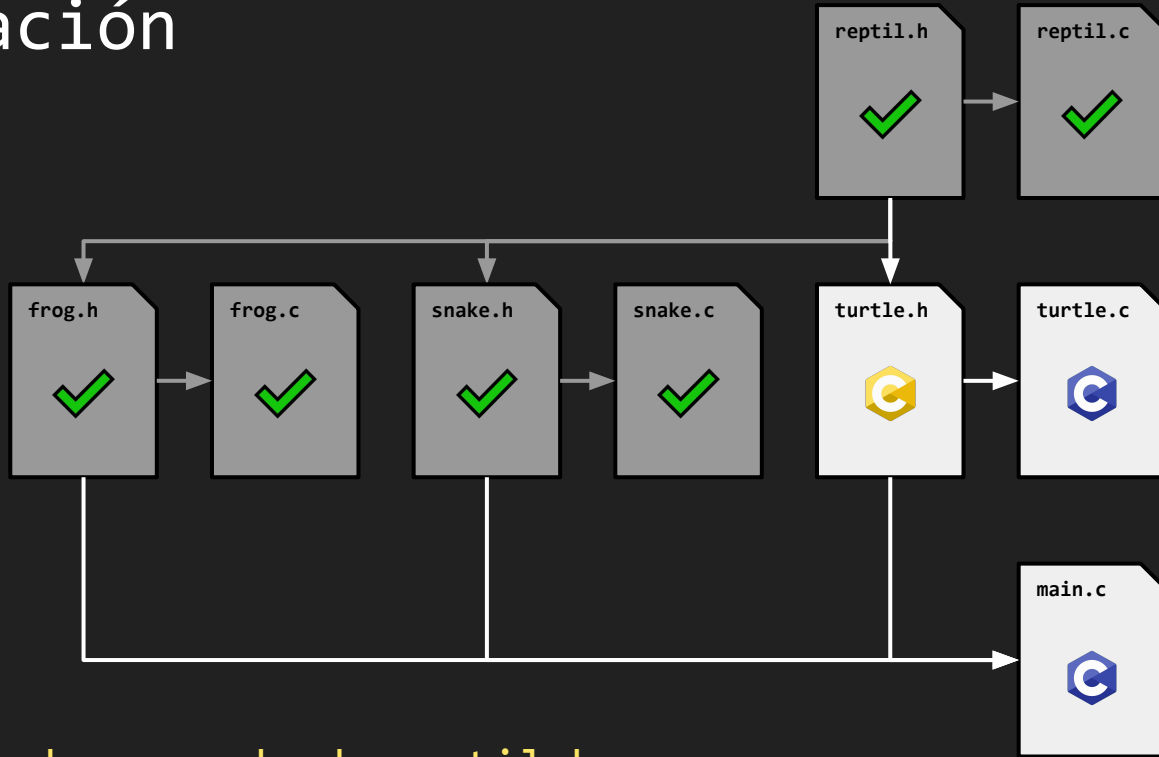 ación
reptil.h
reptil.c
frog.h
frog.c
snake.h
snake.c
turtle.h
turtle.c
main.c